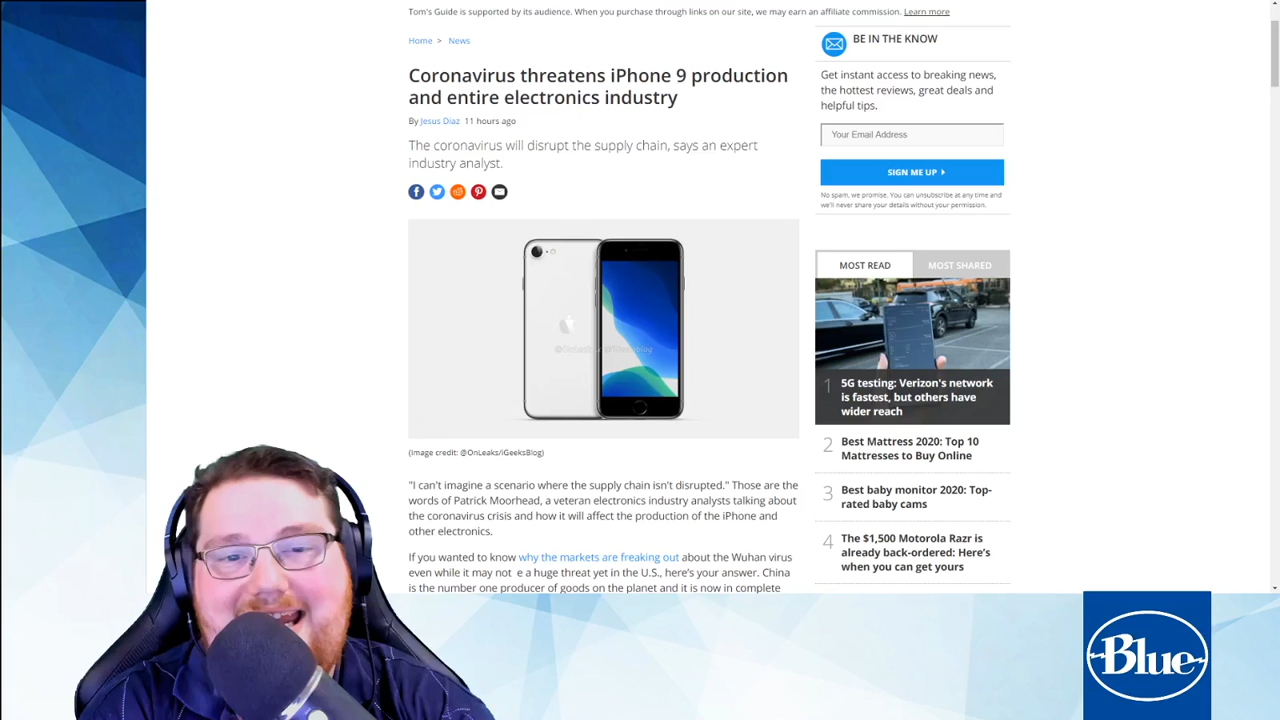 Tom's Guide is supported by its audience. When you purchase through links on our site, we may earn an affiliate commission. Learn more
Home > News
Coronavirus threatens iPhone 9 production
and entire electronics industry
By Jesus Diaz 11 hours ago
The coronavirus will disrupt the supply chain, says an expert
industry analyst.
(Image credit: @OnLeaks/iGeeksBlog)
"I can't imagine a scenario where the supply chain isn't disrupted." Those are the
words of Patrick Moorhead, a veteran electronics industry analysts talking about
the coronavirus crisis and how it will affect the production of the iPhone and
other electronics.
If you wanted to know why the markets are freaking out about the Wuhan virus
even while it may not e a huge threat yet in the U.S., here's your answer. China
is the number one producer of goods on the planet and it is now in complete
BE IN THE KNOW
Get instant access to breaking news,
the hottest reviews, great deals and
helpful tips.
Your Email Address
SIGN ME UP
No spam, we promise. You can unsubscribe at any time and
we'll never share your details without your permission.
MOST READ MOST SHARED
1 5G testing: Verizon's network
is fastest, but others have
wider reach
2 Best Mattress 2020: Top 10
Mattresses to Buy Online
3 Best baby monitor 2020: Top-
rated baby cams
4 The $1,500 Motorola Razr is
already back-ordered: Here's
when you can get yours
Blue